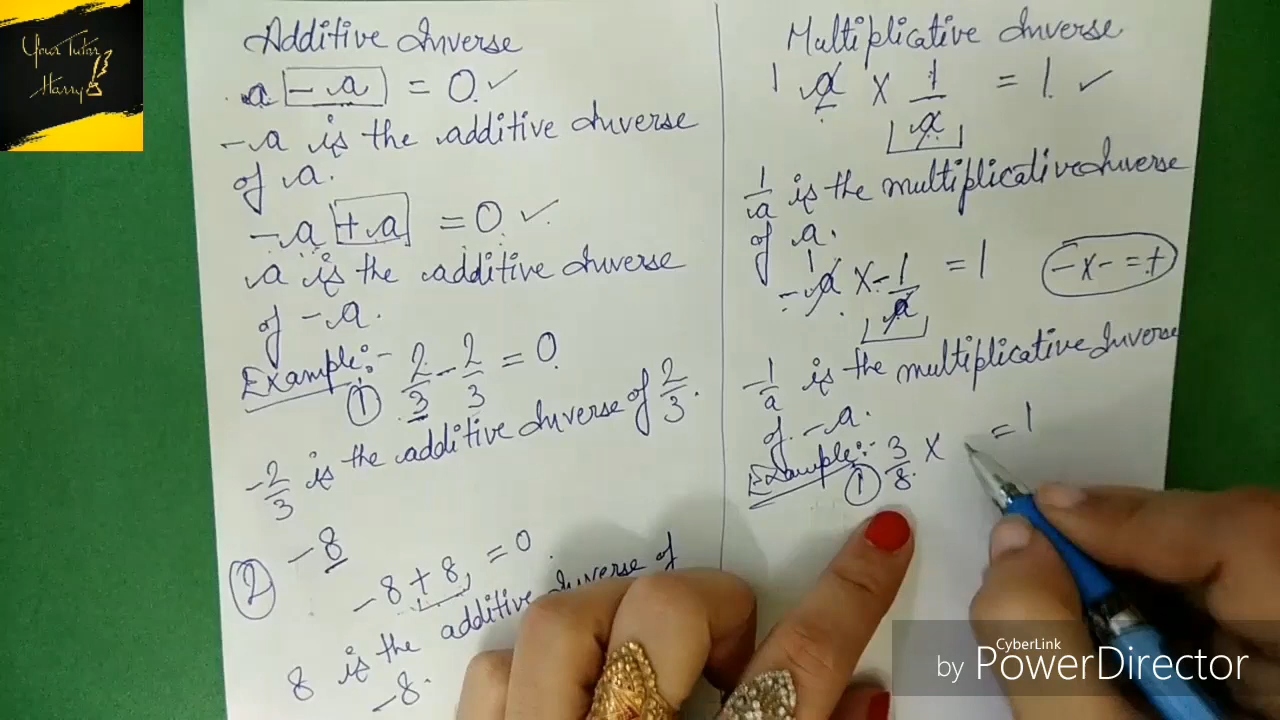 Your Tutor
Harry
Additive Inverse
a - a = 0 ✓
-a is the additive Inverse
of a.
-a + a = 0 ✓
a is the additive Inverse
of -a.
Example:- ① 2/3 - 2/3 = 0
-2/3 is the additive Inverse of 2/3.
② -8
-8 + 8, = 0
8 is the additive Inverse of
-8.
Multiplicative Inverse
1 a × 1/a = 1 ✓
1/a is the multiplicative Inverse
of a.
1
-a × -1/a = 1
- x - = +
-1/a is the multiplicative Inverse
of -a.
Example:- ① 3/8 × = 1
CyberLink
by PowerDirector